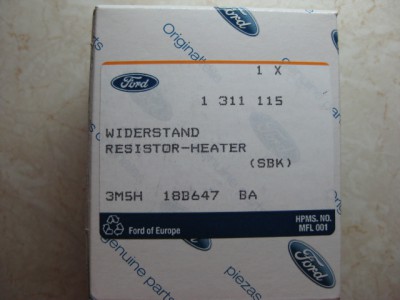 Ford
Original
Ford
1 X
1 311 115
WIDERSTAND
RESISTOR-HEATER
(SBK)
3M5H 18B647 BA
Ford of Europe
HPMS. NO.
MFL 001
genuine parts
piezas
Ford